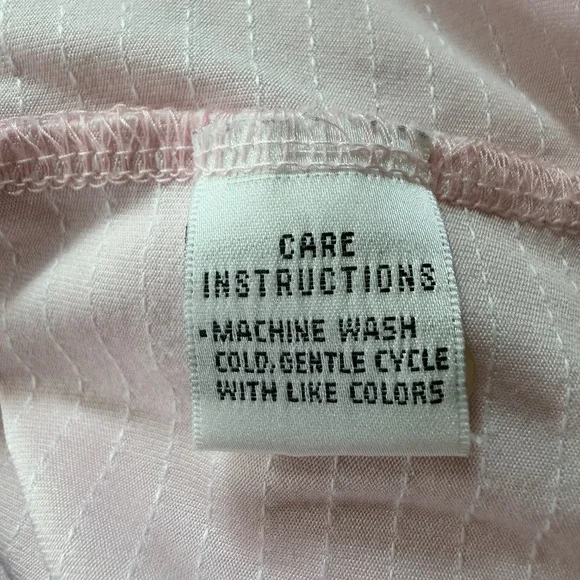 CARE
INSTRUCTIONS
•MACHINE WASH
COLD, GENTLE CYCLE
WITH LIKE COLORS